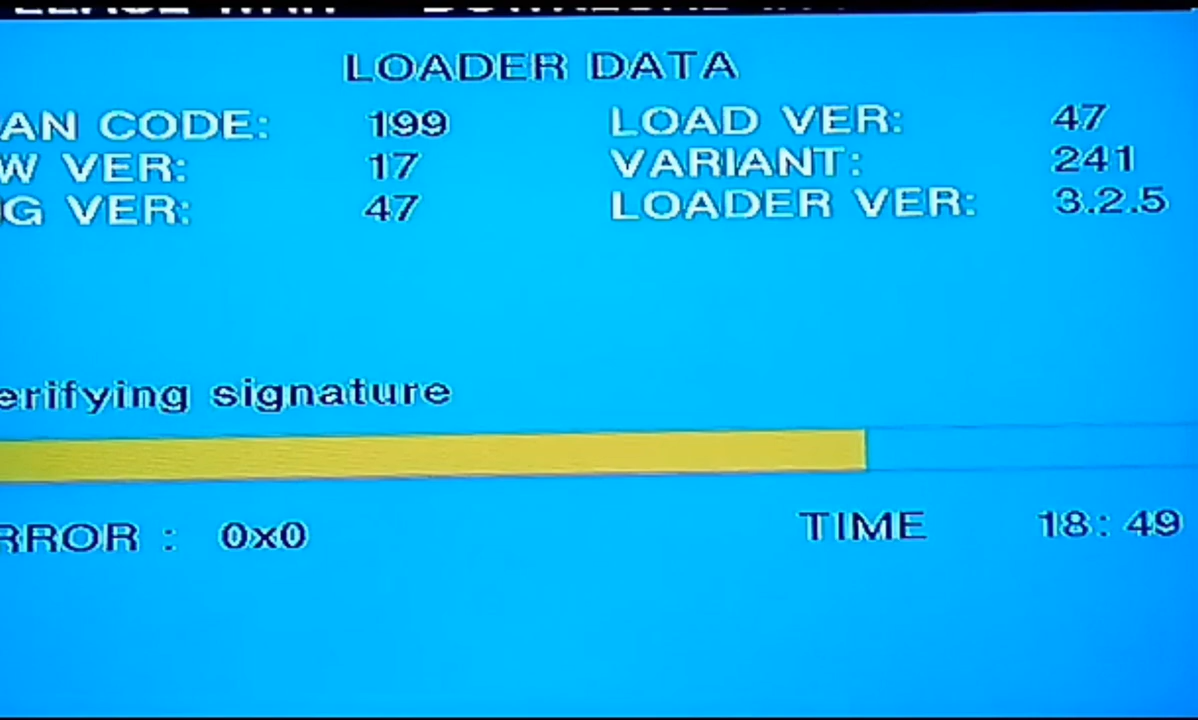 LOADER DATA
AN CODE: 199 LOAD VER: 47
W VER: 17 VARIANT: 241
G VER: 47 LOADER VER: 3.2.5
erifying signature
RROR : 0x0 TIME 18:49